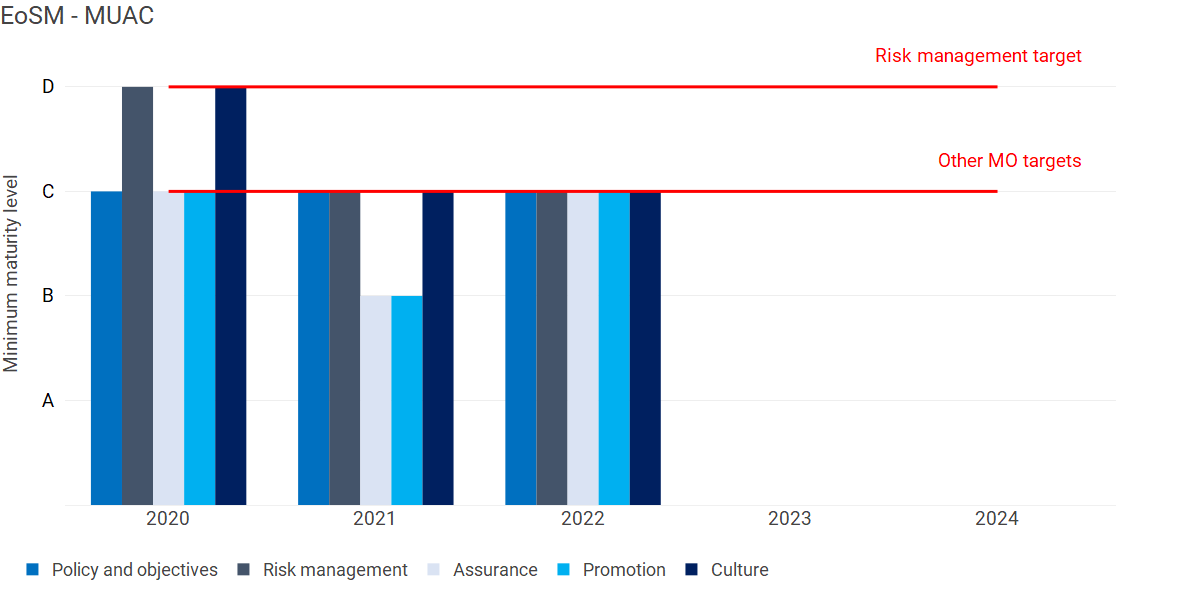 EoSM - MUAC
Risk management target
D
Other MO targets
C
Minimum maturity level
B
A
2020 2021 2022 2023 2024
Policy and objectives Risk management Assurance Promotion Culture